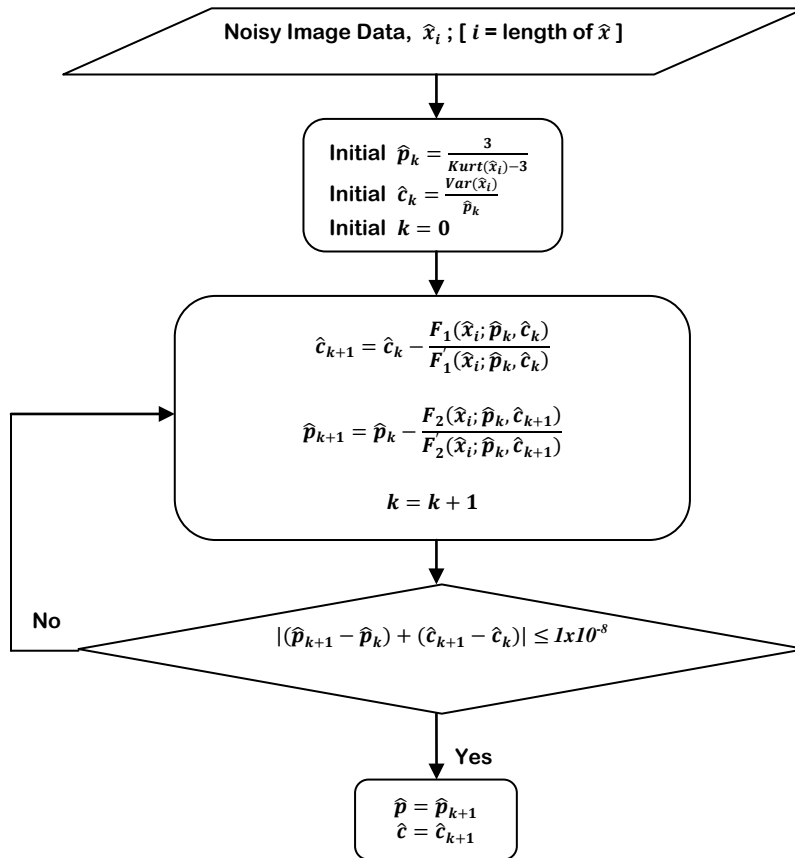 Noisy Image Data, x̂ᵢ ; [ i = length of x̂ ]
Initial p̂ₖ = 3 / (Kurt(x̂ᵢ)−3)
Initial ĉₖ = Var(x̂ᵢ) / p̂ₖ
Initial k = 0
ĉₖ₊₁ = ĉₖ − F₁(x̂ᵢ; p̂ₖ, ĉₖ) / F₁′(x̂ᵢ; p̂ₖ, ĉₖ)
p̂ₖ₊₁ = p̂ₖ − F₂(x̂ᵢ; p̂ₖ, ĉₖ₊₁) / F₂′(x̂ᵢ; p̂ₖ, ĉₖ₊₁)
k = k + 1
No
|(p̂ₖ₊₁ − p̂ₖ) + (ĉₖ₊₁ − ĉₖ)| ≤ 1x10⁻⁸
Yes
p̂ = p̂ₖ₊₁
ĉ = ĉₖ₊₁